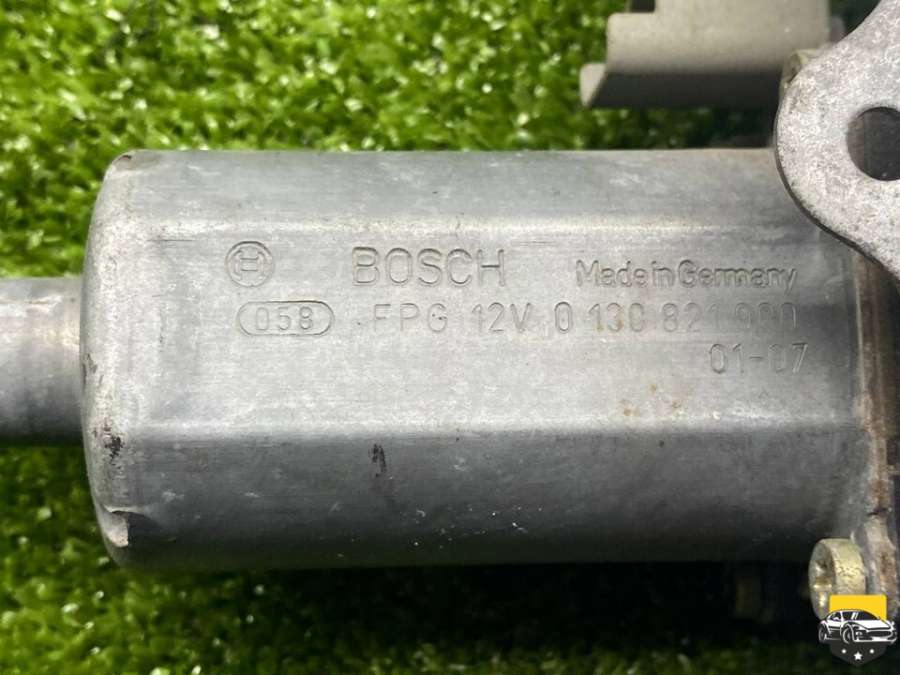 BOSCH Made in Germany
058 FPG 12V 0 130 821 900
01-07